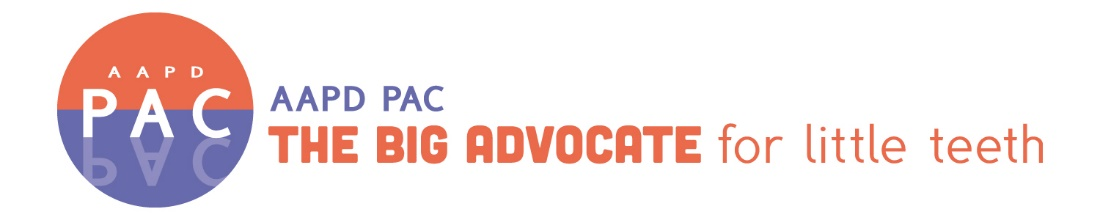 AAPD
PAC
AAPD PAC
THE BIG ADVOCATE for little teeth